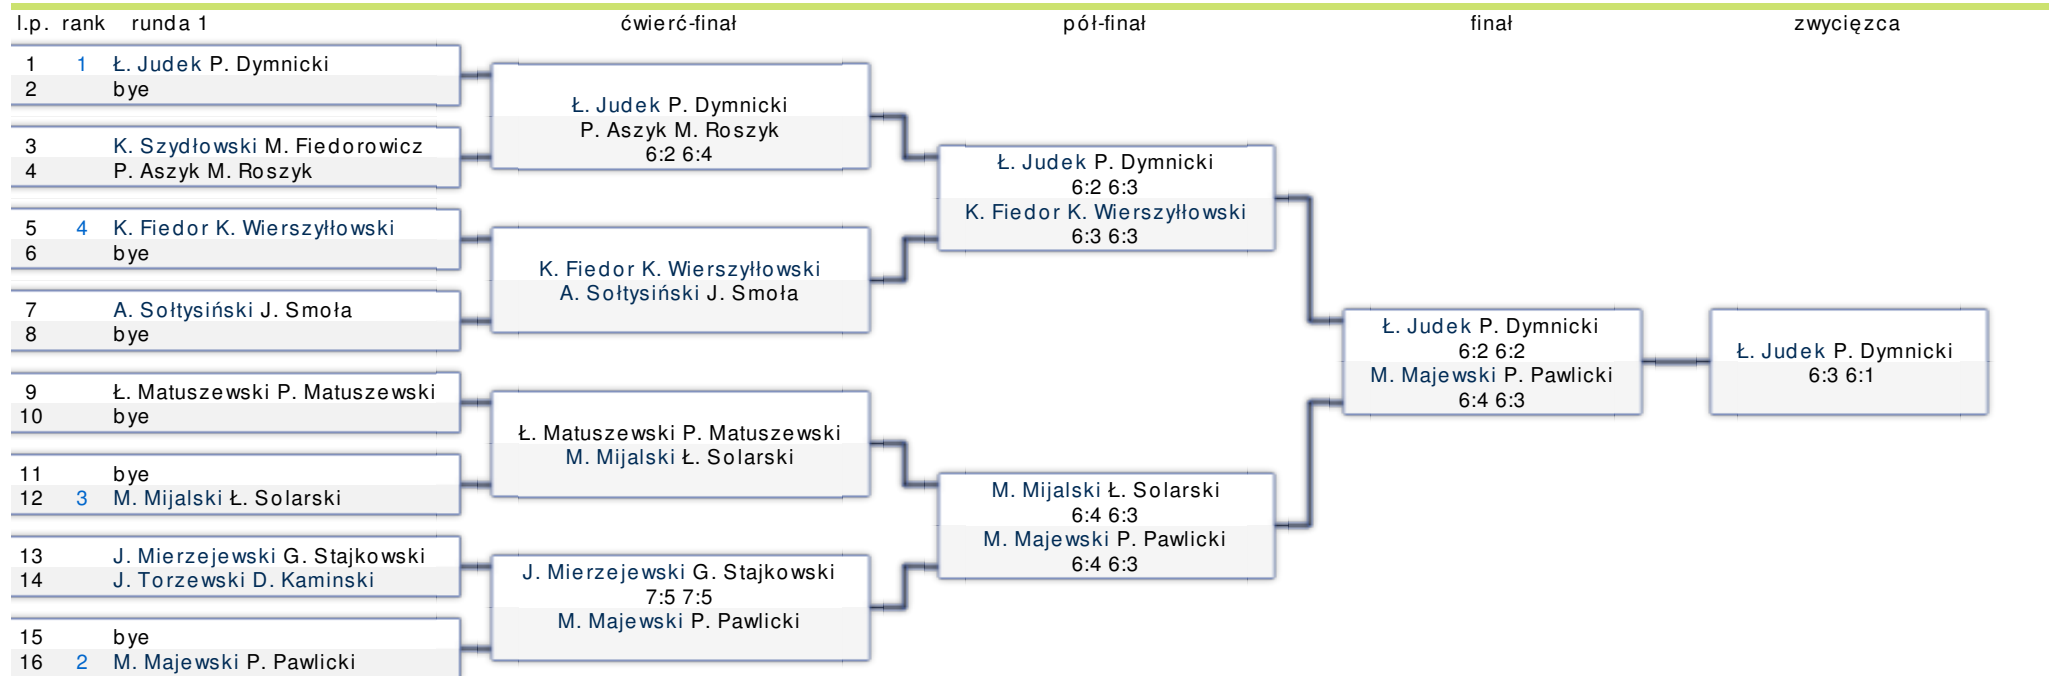 l.p. rank runda 1 ćwierć-finał pół-finał finał zwycięzca
1 1 Ł. Judek P. Dymnicki
2 bye
3 K. Szydłowski M. Fiedorowicz
4 P. Aszyk M. Roszyk
5 4 K. Fiedor K. Wierszyłłowski
6 bye
7 A. Sołtysiński J. Smoła
8 bye
9 Ł. Matuszewski P. Matuszewski
10 bye
11 bye
12 3 M. Mijalski Ł. Solarski
13 J. Mierzejewski G. Stajkowski
14 J. Torzewski D. Kaminski
15 bye
16 2 M. Majewski P. Pawlicki
Ł. Judek P. Dymnicki
P. Aszyk M. Roszyk
6:2 6:4
K. Fiedor K. Wierszyłłowski
A. Sołtysiński J. Smoła
Ł. Matuszewski P. Matuszewski
M. Mijalski Ł. Solarski
J. Mierzejewski G. Stajkowski
7:5 7:5
M. Majewski P. Pawlicki
Ł. Judek P. Dymnicki
6:2 6:3
K. Fiedor K. Wierszyłłowski
6:3 6:3
M. Mijalski Ł. Solarski
6:4 6:3
M. Majewski P. Pawlicki
6:4 6:3
Ł. Judek P. Dymnicki
6:2 6:2
M. Majewski P. Pawlicki
6:4 6:3
Ł. Judek P. Dymnicki
6:3 6:1